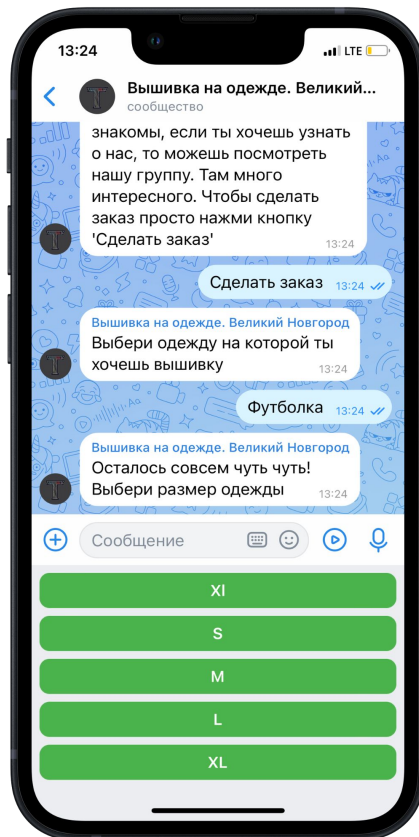 13:24
LTE
Вышивка на одежде. Великий...
сообщество
знакомы, если ты хочешь узнать
о нас, то можешь посмотреть
нашу группу. Там много
интересного. Чтобы сделать
заказ просто нажми кнопку
'Сделать заказ'
13:24
Сделать заказ 13:24
Вышивка на одежде. Великий Новгород
Выбери одежду на которой ты
хочешь вышивку
13:24
Футболка 13:24
Вышивка на одежде. Великий Новгород
Осталось совсем чуть чуть!
Выбери размер одежды
13:24
Сообщение
Xl
S
M
L
XL